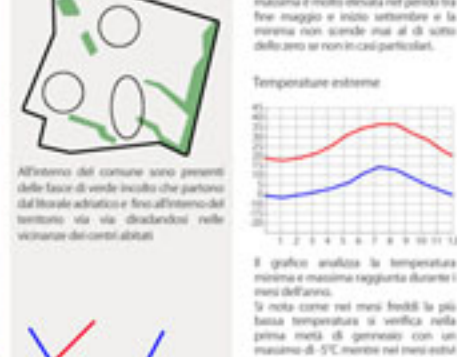 massima è molto elevata nel perido tra
fine maggio e inizio settembre e la
minima non scende mai al di sotto
dello zero se non in casi particolari.
All'interno del comune sono presenti
delle fasce di verde incolto che partono
dal litorale adriatico e fino all'interno del
territorio via via diradandosi nelle
vicinanze dei centri abitati
Temperature estreme
1 2 3 4 5 6 7 8 9 10 11 12
Il grafico analizza la temperatura
minima e massima raggiunta durante i
mesi dell'anno.
Si nota come nei mesi freddi la più
bassa temperatura si verifica nella
prima metà di gennaio con un
massimo di -5°C mentre nei mesi estivi